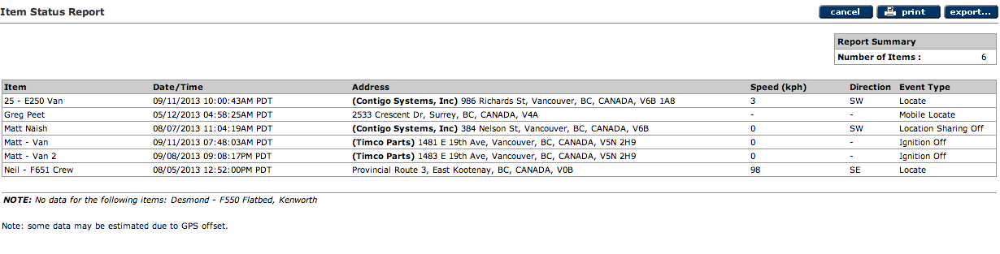 Item Status Report cancel print export...
Report Summary
Number of Items : 6
Item Date/Time Address Speed (kph) Direction Event Type
25 - E250 Van 09/11/2013 10:00:43AM PDT (Contigo Systems, Inc) 986 Richards St, Vancouver, BC, CANADA, V6B 1A8 3 SW Locate
Greg Peet 05/12/2013 04:58:25AM PDT 2533 Crescent Dr, Surrey, BC, CANADA, V4A - - Mobile Locate
Matt Naish 08/07/2013 11:04:19AM PDT (Contigo Systems, Inc) 384 Nelson St, Vancouver, BC, CANADA, V6B 0 SW Location Sharing Off
Matt - Van 09/11/2013 07:48:03AM PDT (Timco Parts) 1481 E 19th Ave, Vancouver, BC, CANADA, V5N 2H9 0 - Ignition Off
Matt - Van 2 09/08/2013 09:08:17PM PDT (Timco Parts) 1483 E 19th Ave, Vancouver, BC, CANADA, V5N 2H9 0 - Ignition Off
Neil - F651 Crew 08/05/2013 12:52:00PM PDT Provincial Route 3, East Kootenay, BC, CANADA, V0B 98 SE Locate
NOTE: No data for the following items: Desmond - F550 Flatbed, Kenworth
Note: some data may be estimated due to GPS offset.